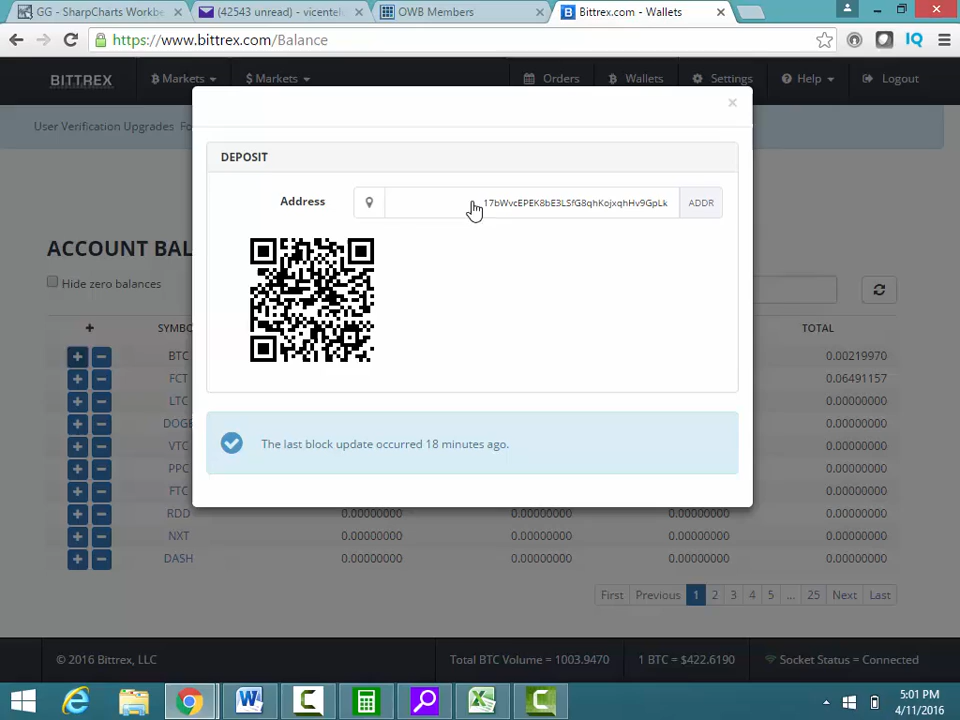 GG - SharpCharts Workbe
(42543 unread) - vicentel
OWB Members
Bittrex.com - Wallets
https://www.bittrex.com/Balance
IQ
BITTREX
B Markets
$ Markets
Orders
Wallets
Settings
Help
Logout
User Verification Upgrades Fo
×
DEPOSIT
Address
17bWvcEPEK8bE3LSfG8qhKojxqhHv9GpLk
ADDR
ACCOUNT BAL
Hide zero balances
+ SYMBO TOTAL
+ − BTC 0.00219970
+ − FCT 0.06491157
+ − LTC 0.00000000
+ − DOGE 0.00000000
+ − VTC 0.00000000
+ − PPC 0.00000000
+ − FTC 0.00000000
+ − RDD 0.00000000 0.00000000 0.00000000 0.00000000
+ − NXT 0.00000000 0.00000000 0.00000000 0.00000000
+ − DASH 0.00000000 0.00000000 0.00000000 0.00000000
The last block update occurred 18 minutes ago.
First Previous 1 2 3 4 5 ... 25 Next Last
© 2016 Bittrex, LLC
Total BTC Volume = 1003.9470
1 BTC = $422.6190
Socket Status = Connected
5:01 PM
4/11/2016